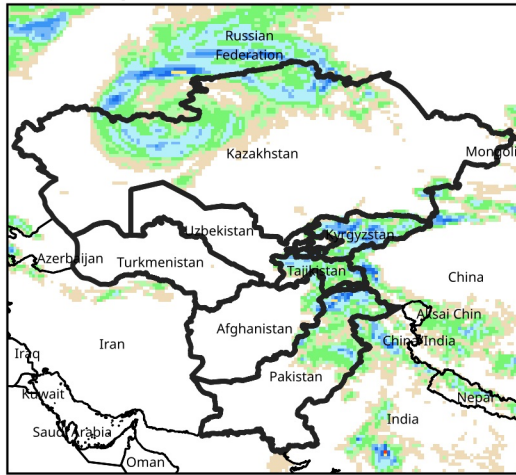 Russian
Federation
Kazakhstan
Mongoli
Uzbekistan
Kyrgyzstan
Azerbaijan
Turkmenistan
Tajikistan
China
Aksai Chin
Afghanistan
Iran
China/India
Iraq
Pakistan
Kuwait
Nepal
India
Saudi Arabia
Oman